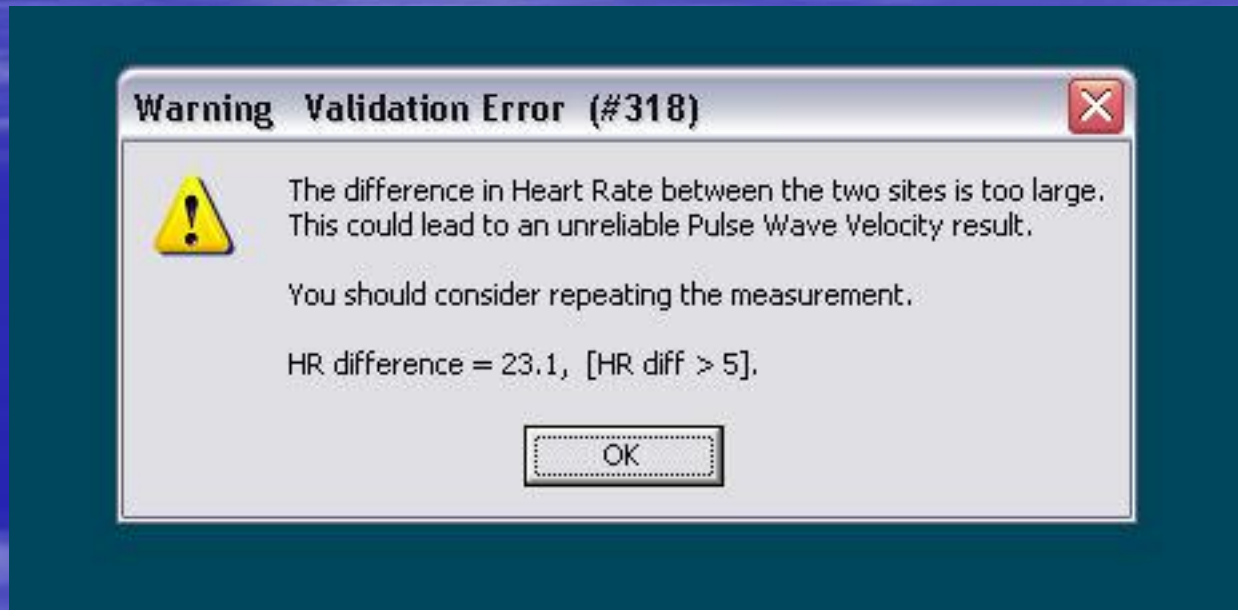 Warning Validation Error (#318)
The difference in Heart Rate between the two sites is too large.
This could lead to an unreliable Pulse Wave Velocity result.
You should consider repeating the measurement.
HR difference = 23.1, [HR diff > 5].
OK